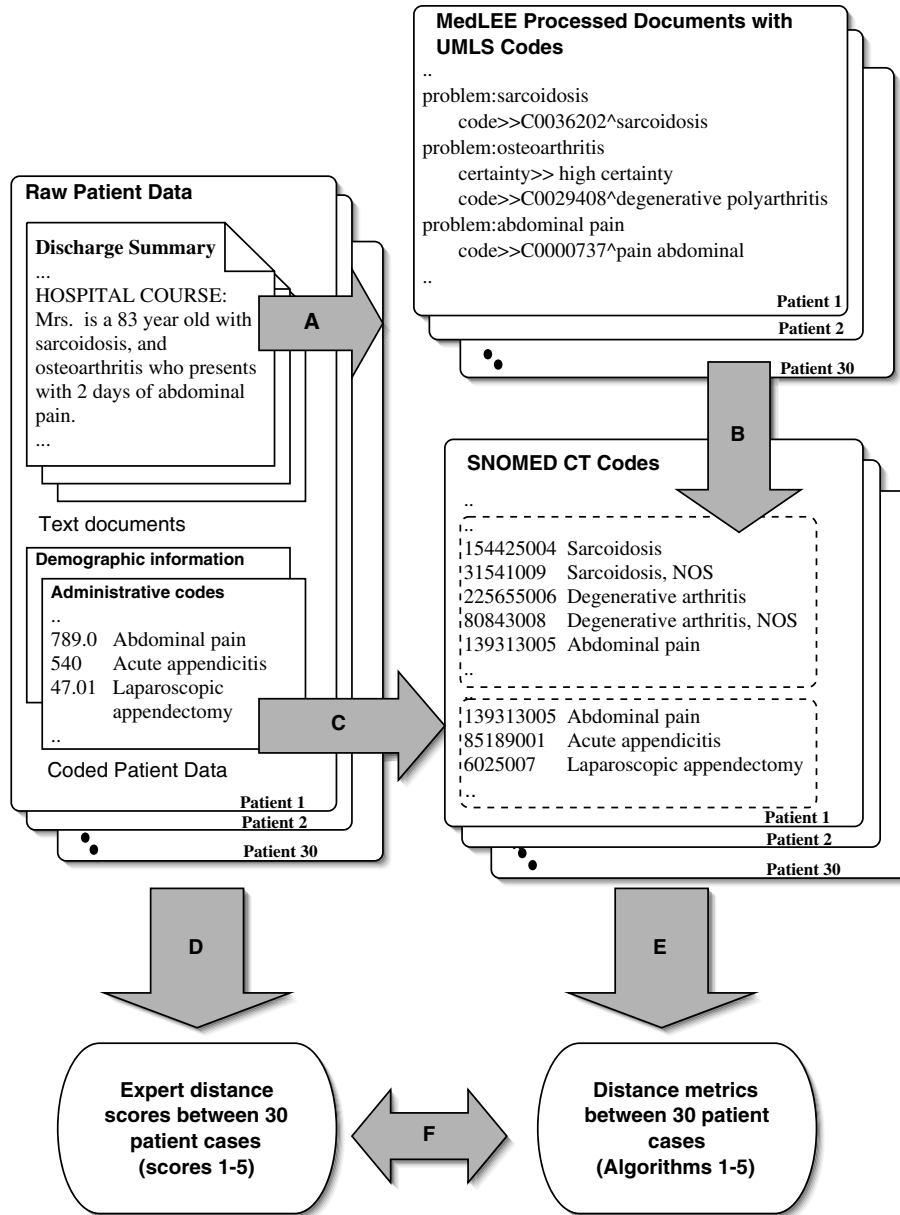 MedLEE Processed Documents with
UMLS Codes
..
problem:sarcoidosis
code>>C0036202^sarcoidosis
problem:osteoarthritis
certainty>> high certainty
code>>C0029408^degenerative polyarthritis
problem:abdominal pain
code>>C0000737^pain abdominal
..
Patient 1
Patient 2
Patient 30
Raw Patient Data
Discharge Summary
...
HOSPITAL COURSE:
Mrs. is a 83 year old with
sarcoidosis, and
osteoarthritis who presents
with 2 days of abdominal
pain.
...
Text documents
Demographic information
Administrative codes
..
789.0 Abdominal pain
540 Acute appendicitis
47.01 Laparoscopic
appendectomy
..
Coded Patient Data
Patient 1
Patient 2
Patient 30
A
B
SNOMED CT Codes
..
..
154425004 Sarcoidosis
31541009 Sarcoidosis, NOS
225655006 Degenerative arthritis
80843008 Degenerative arthritis, NOS
139313005 Abdominal pain
..
..
139313005 Abdominal pain
85189001 Acute appendicitis
6025007 Laparoscopic appendectomy
..
Patient 1
Patient 2
Patient 30
C
D
E
Expert distance
scores between 30
patient cases
(scores 1-5)
F
Distance metrics
between 30 patient
cases
(Algorithms 1-5)